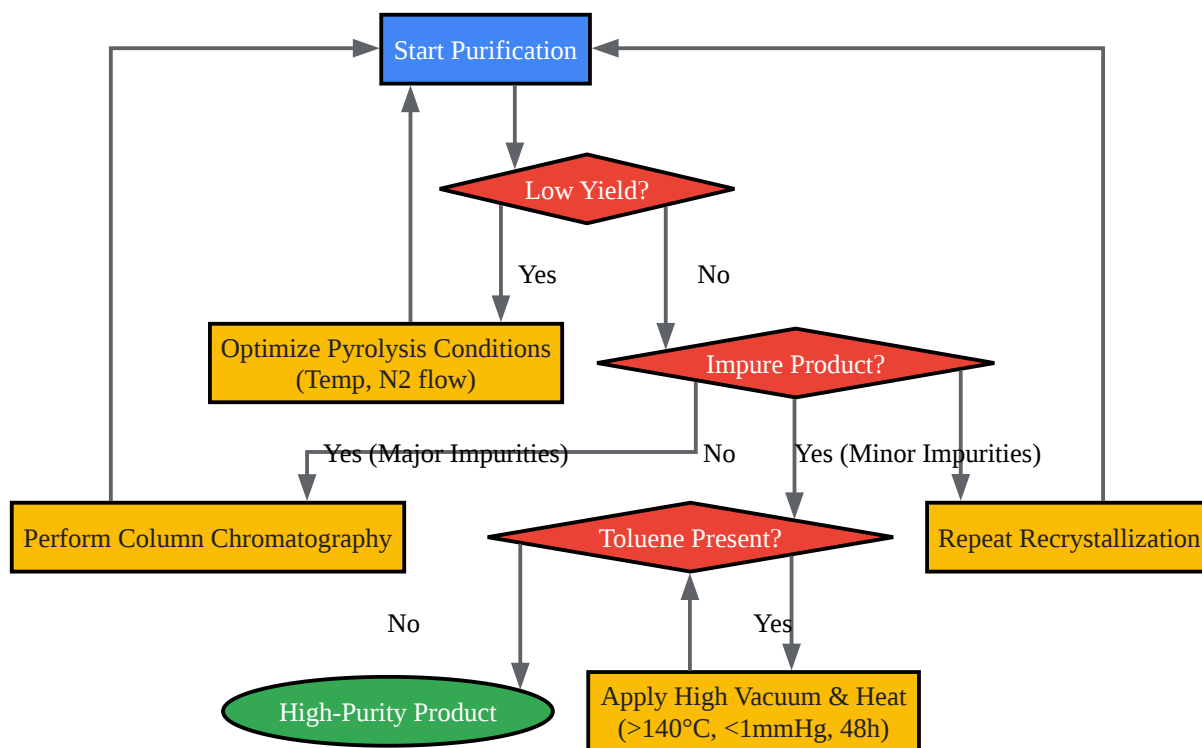 Start Purification
Low Yield?
Yes
No
Optimize Pyrolysis Conditions
(Temp, N2 flow)
Impure Product?
Yes (Major Impurities)
No
Yes (Minor Impurities)
Perform Column Chromatography
Toluene Present?
Repeat Recrystallization
No
Yes
High-Purity Product
Apply High Vacuum & Heat
(>140°C, <1mmHg, 48h)